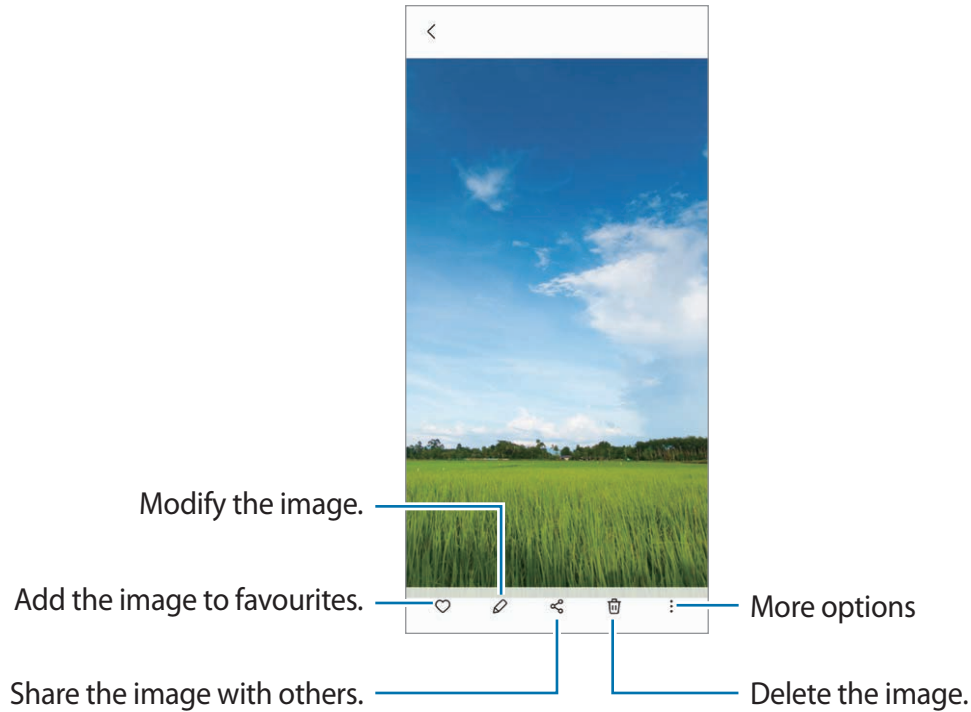 Modify the image.
Add the image to favourites.
More options
Share the image with others.
Delete the image.